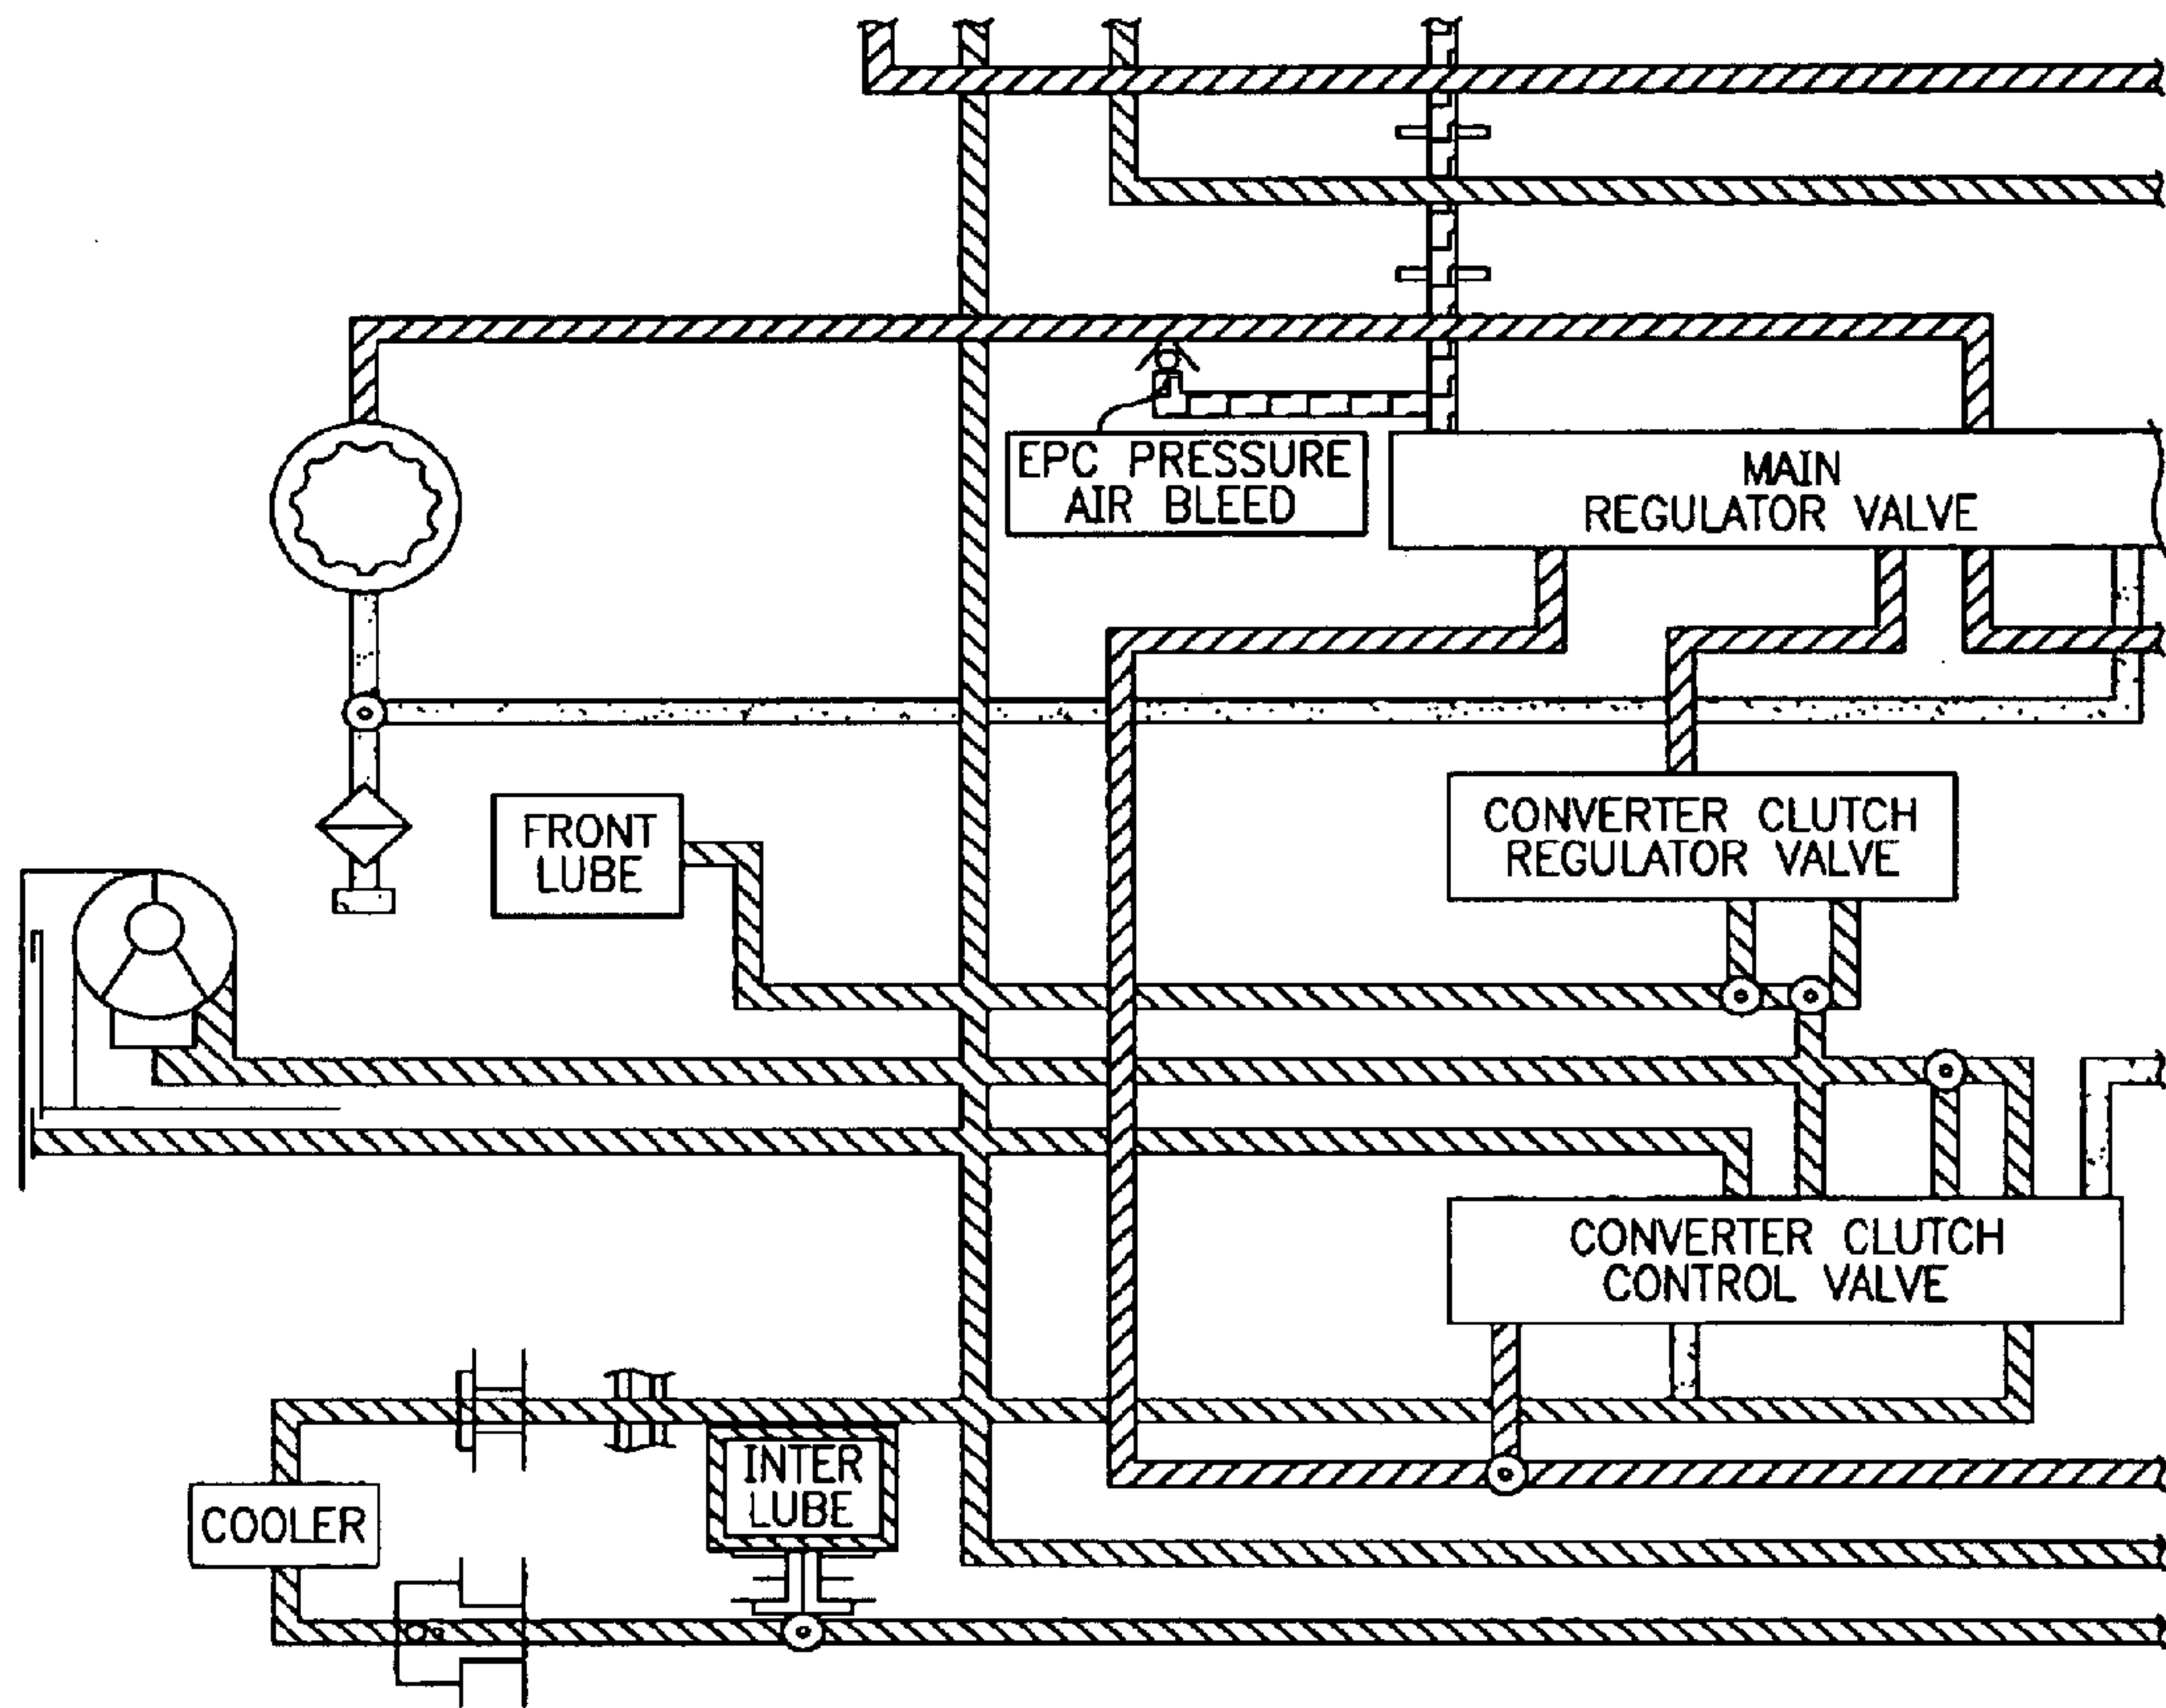 EPC PRESSURE
AIR BLEED
MAIN
REGULATOR VALVE
FRONT
LUBE
CONVERTER CLUTCH
REGULATOR VALVE
CONVERTER CLUTCH
CONTROL VALVE
INTER
LUBE
COOLER